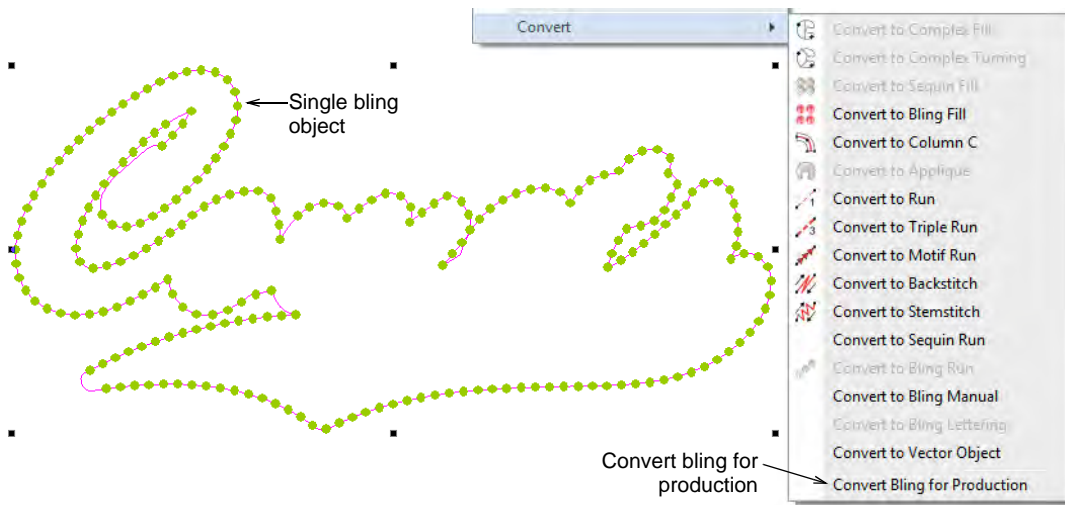 Convert
Convert to Complex Fill
Convert to Complex Turning
Convert to Sequin Fill
Convert to Bling Fill
Convert to Column C
Convert to Applique
Convert to Run
Convert to Triple Run
Convert to Motif Run
Convert to Backstitch
Convert to Stemstitch
Convert to Sequin Run
Convert to Bling Run
Convert to Bling Manual
Convert to Bling Lettering
Convert to Vector Object
Convert Bling for Production
Single bling
object
Convert bling for
production
1
3